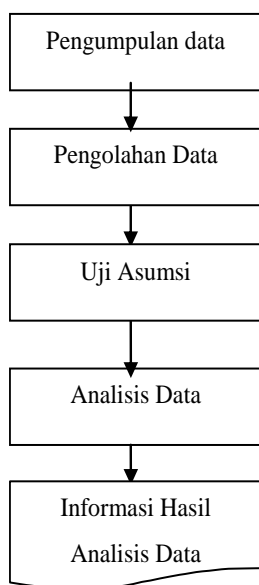 Pengumpulan data
Pengolahan Data
Uji Asumsi
Analisis Data
Informasi Hasil
Analisis Data